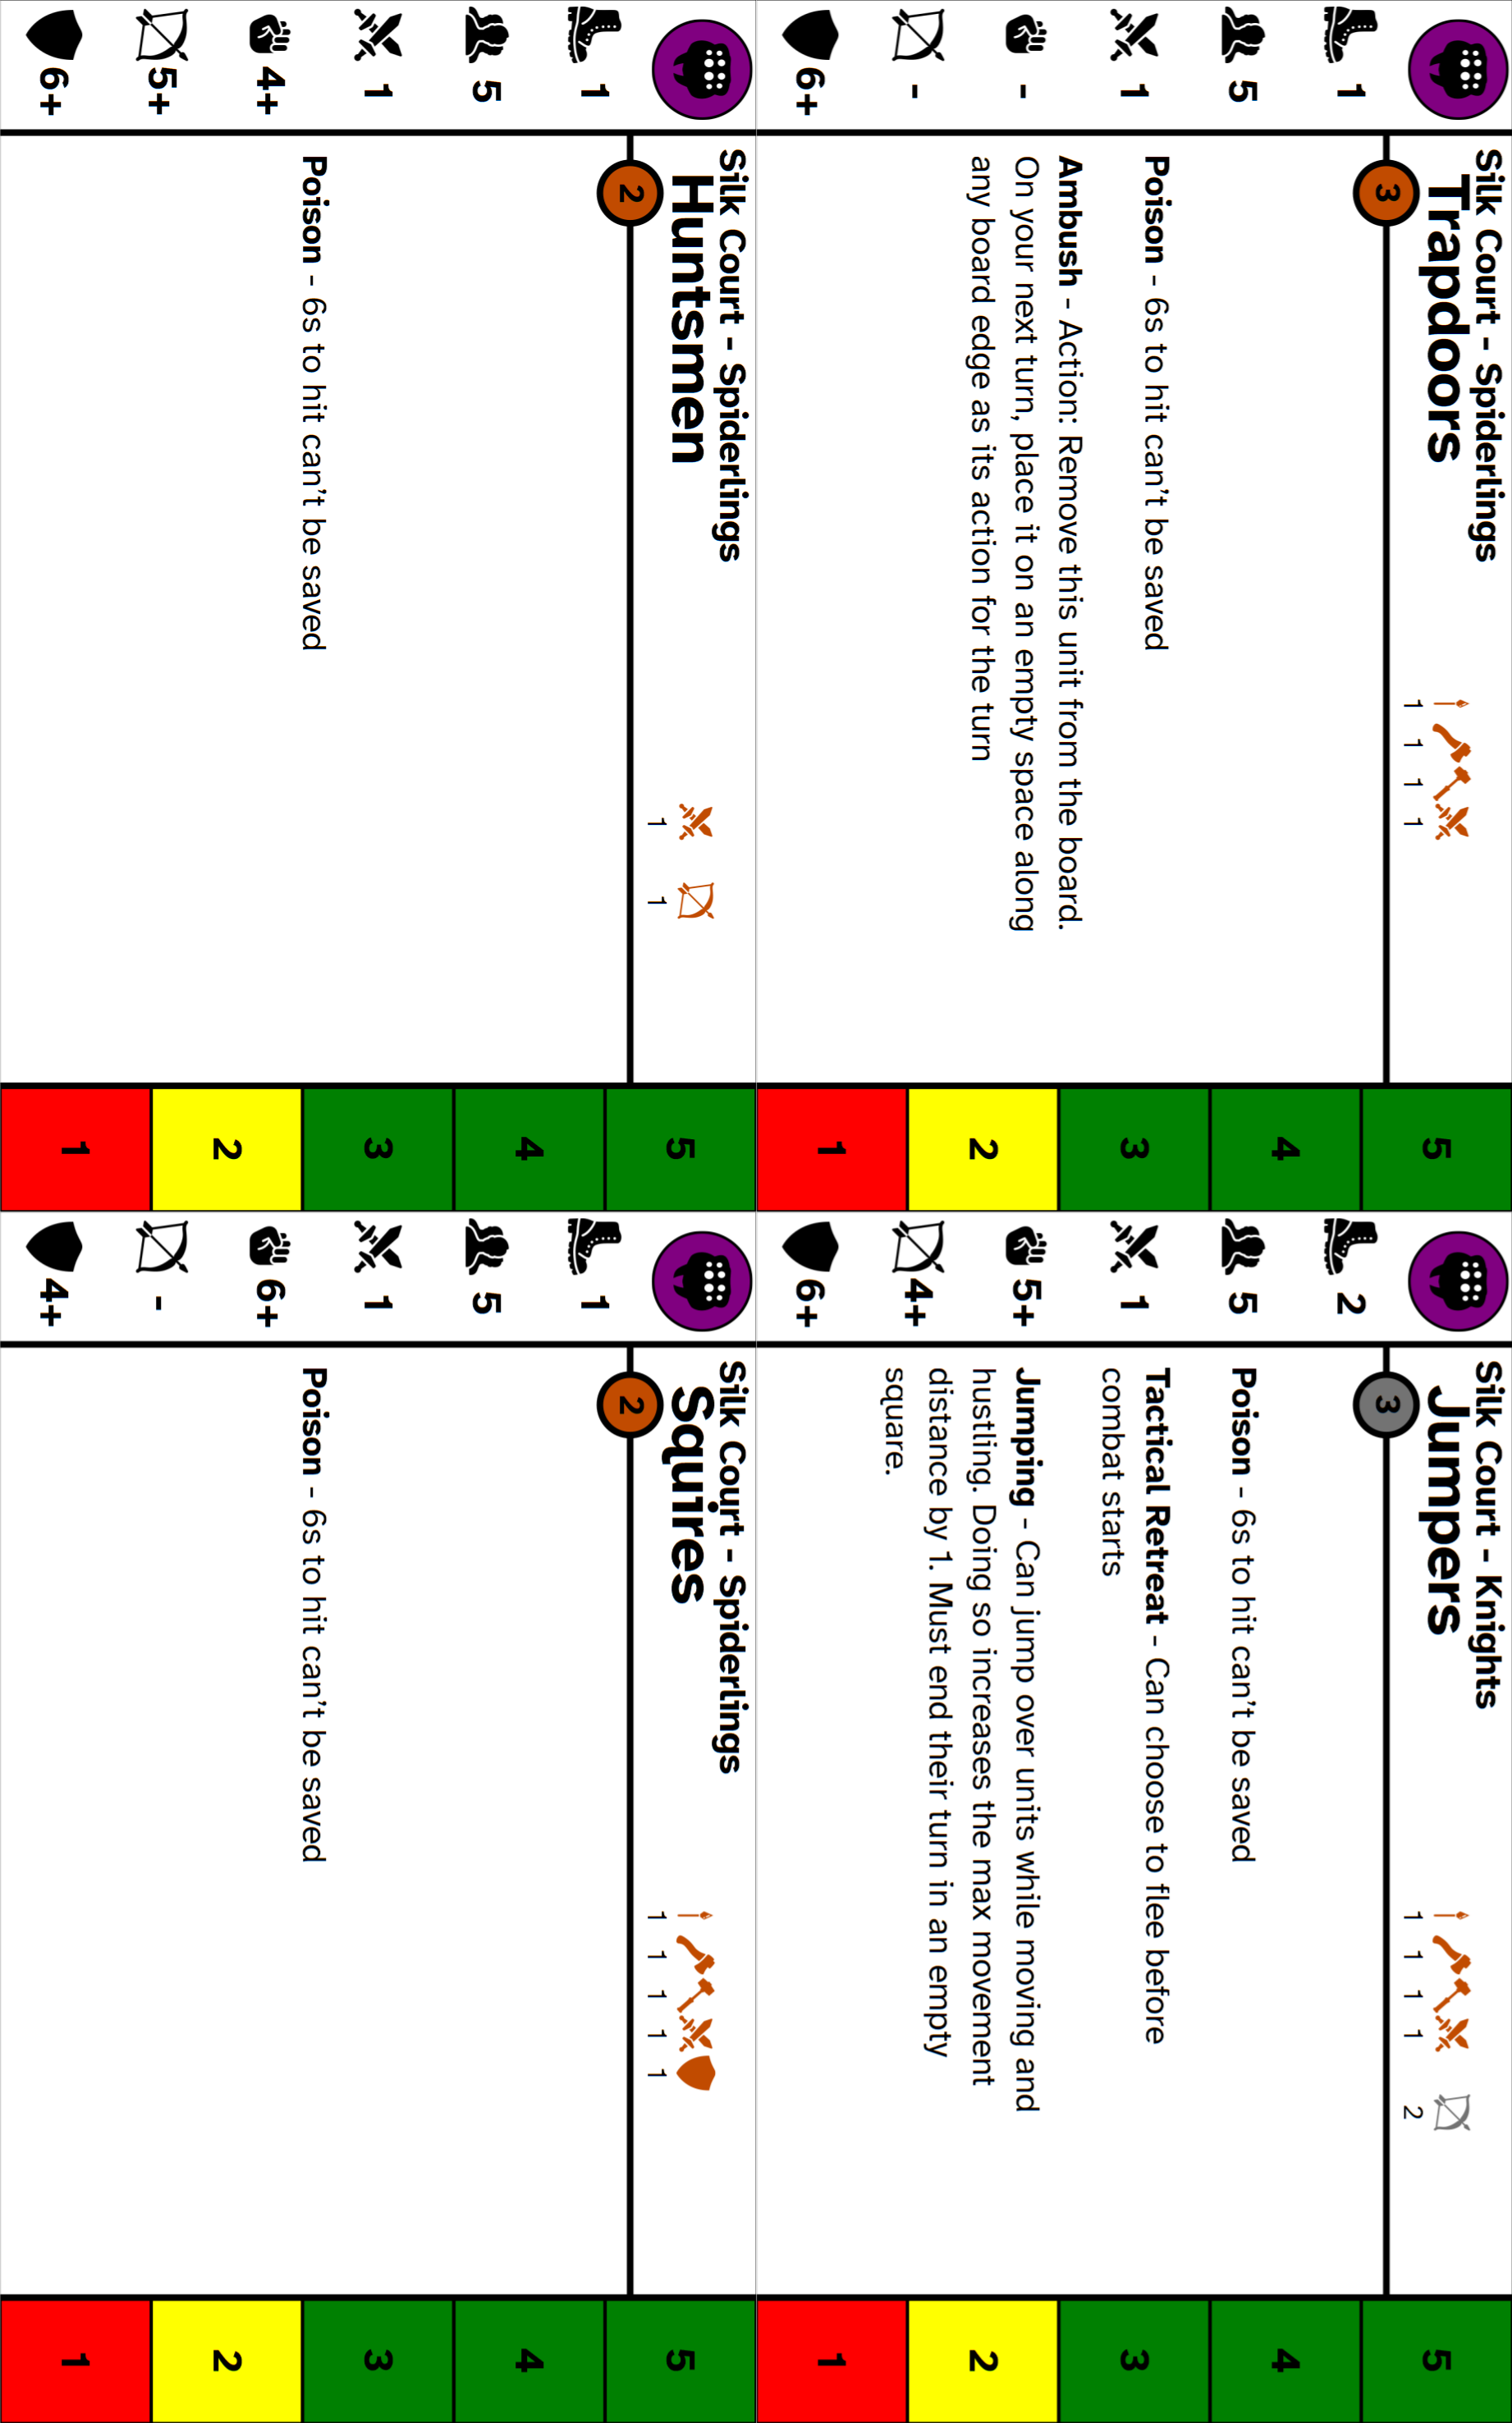 Silk Court - Spiderlings
Trapdoors
1 1 1 1
3
1
5
1
-
-
6+
Poison - 6s to hit can't be saved
Ambush - Action: Remove this unit from the board.
On your next turn, place it on an empty space along
any board edge as its action for the turn
5
4
3
2
1
Silk Court - Knights
Jumpers
1 1 1 1 2
3
2
5
1
5+
4+
6+
Poison - 6s to hit can't be saved
Tactical Retreat - Can choose to flee before
combat starts
Jumping - Can jump over units while moving and
hustling. Doing so increases the max movement
distance by 1. Must end their turn in an empty
square.
5
4
3
2
1
Silk Court - Spiderlings
Huntsmen
1 1
2
1
5
1
4+
5+
6+
Poison - 6s to hit can't be saved
5
4
3
2
1
Silk Court - Spiderlings
Squires
1 1 1 1 1
2
1
5
1
6+
-
4+
Poison - 6s to hit can't be saved
5
4
3
2
1